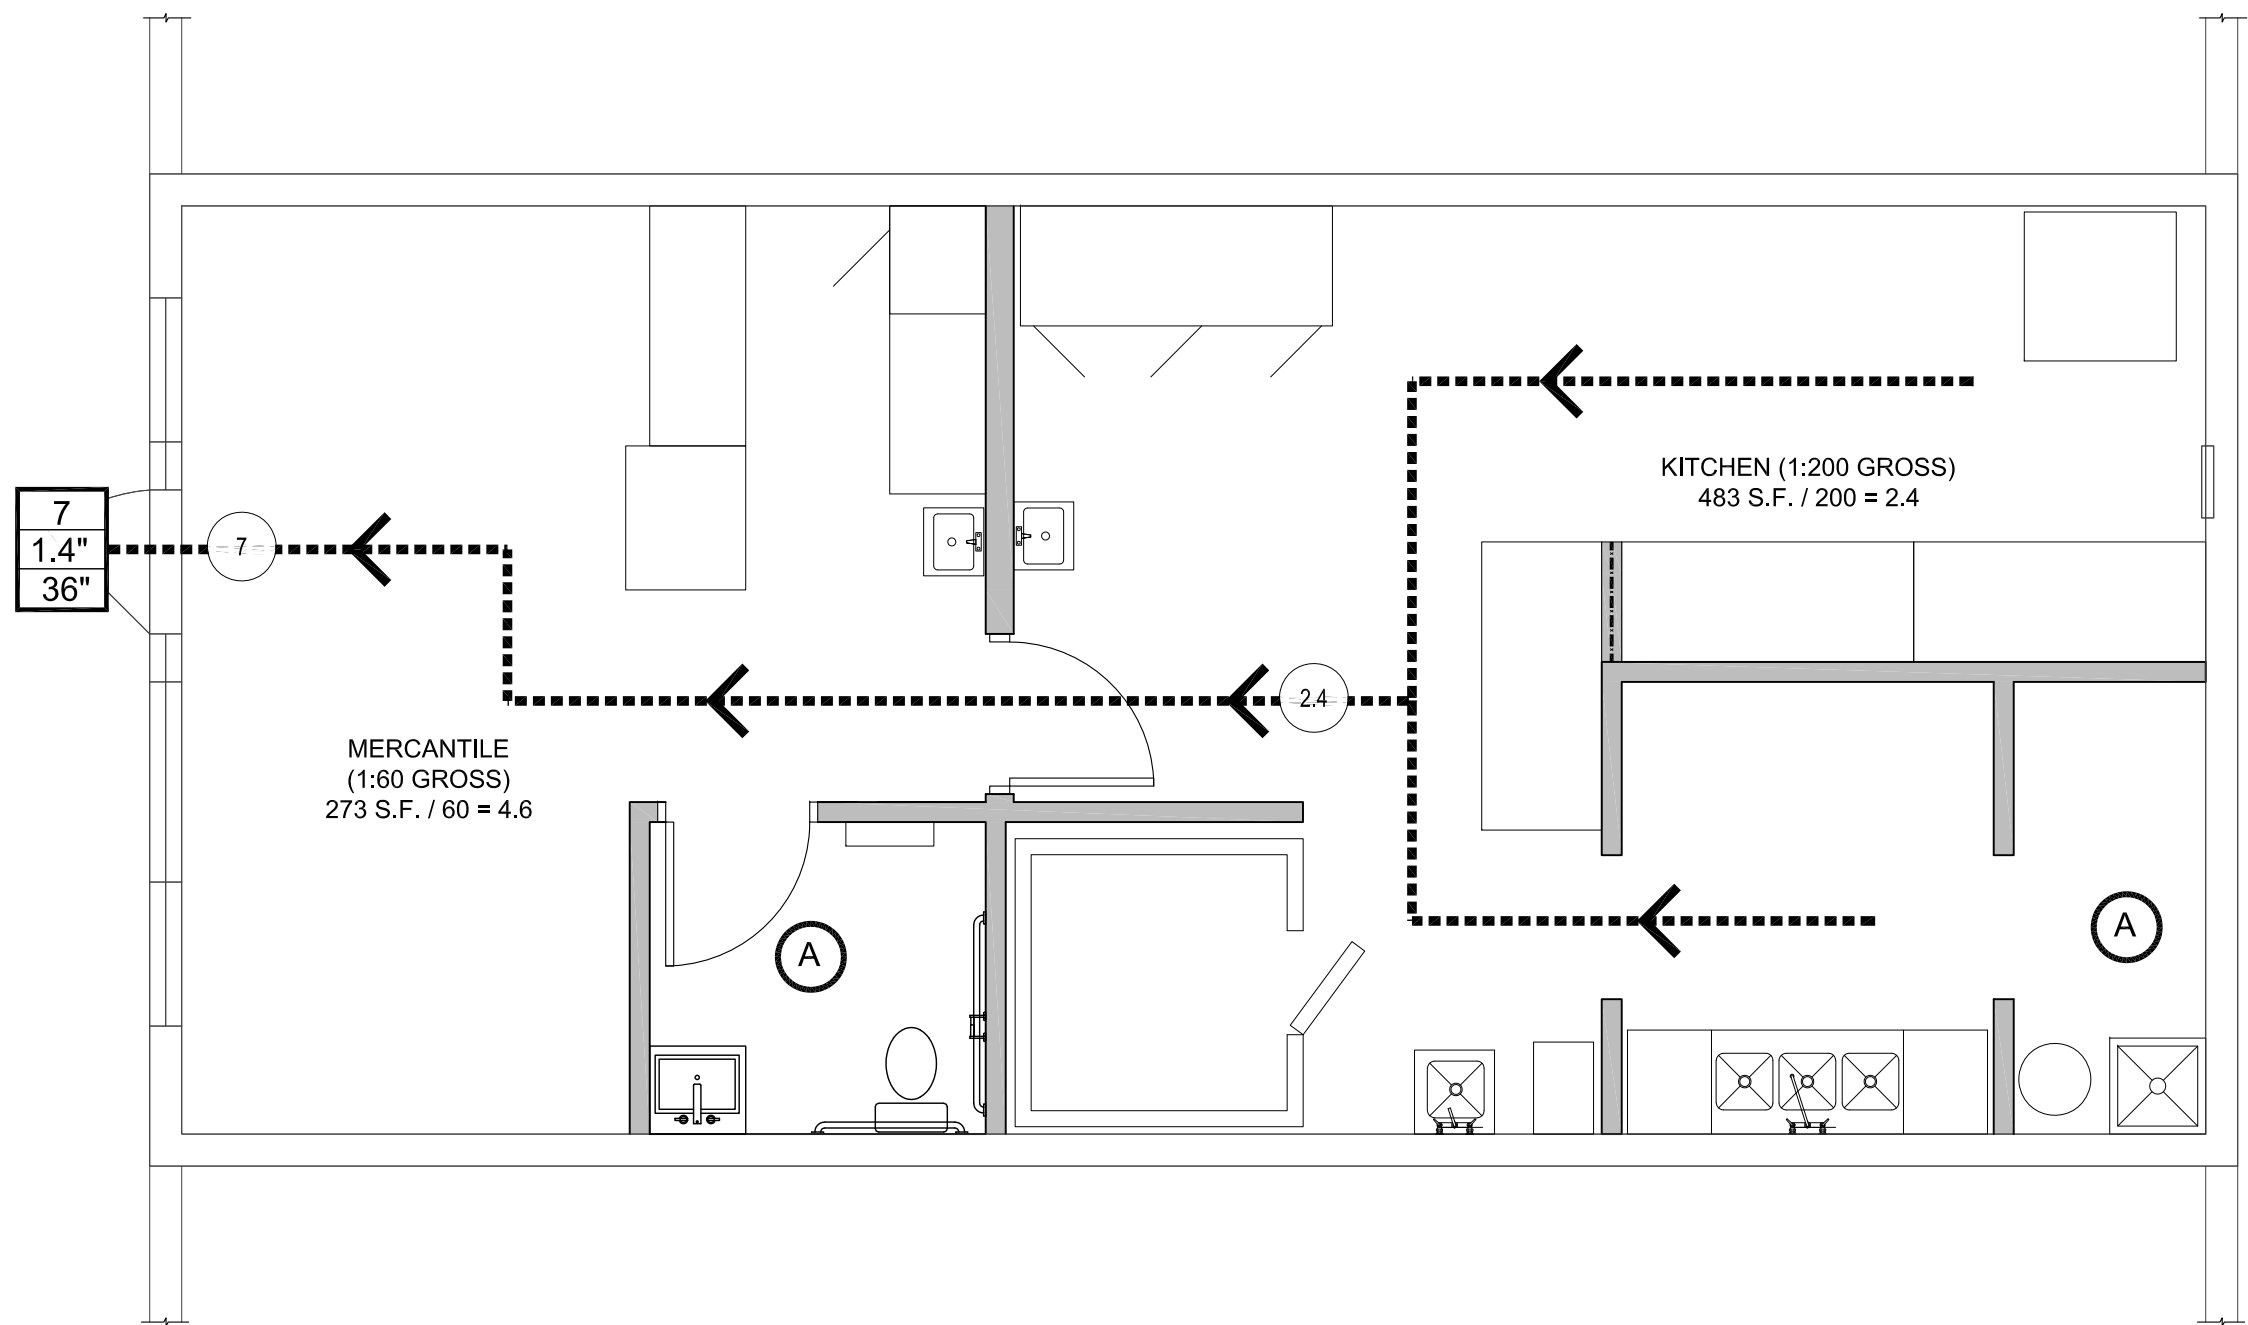 KITCHEN (1:200 GROSS)
483 S.F. / 200 = 2.4
7
1.4"
36"
7
2.4
MERCANTILE
(1:60 GROSS)
273 S.F. / 60 = 4.6
A
A